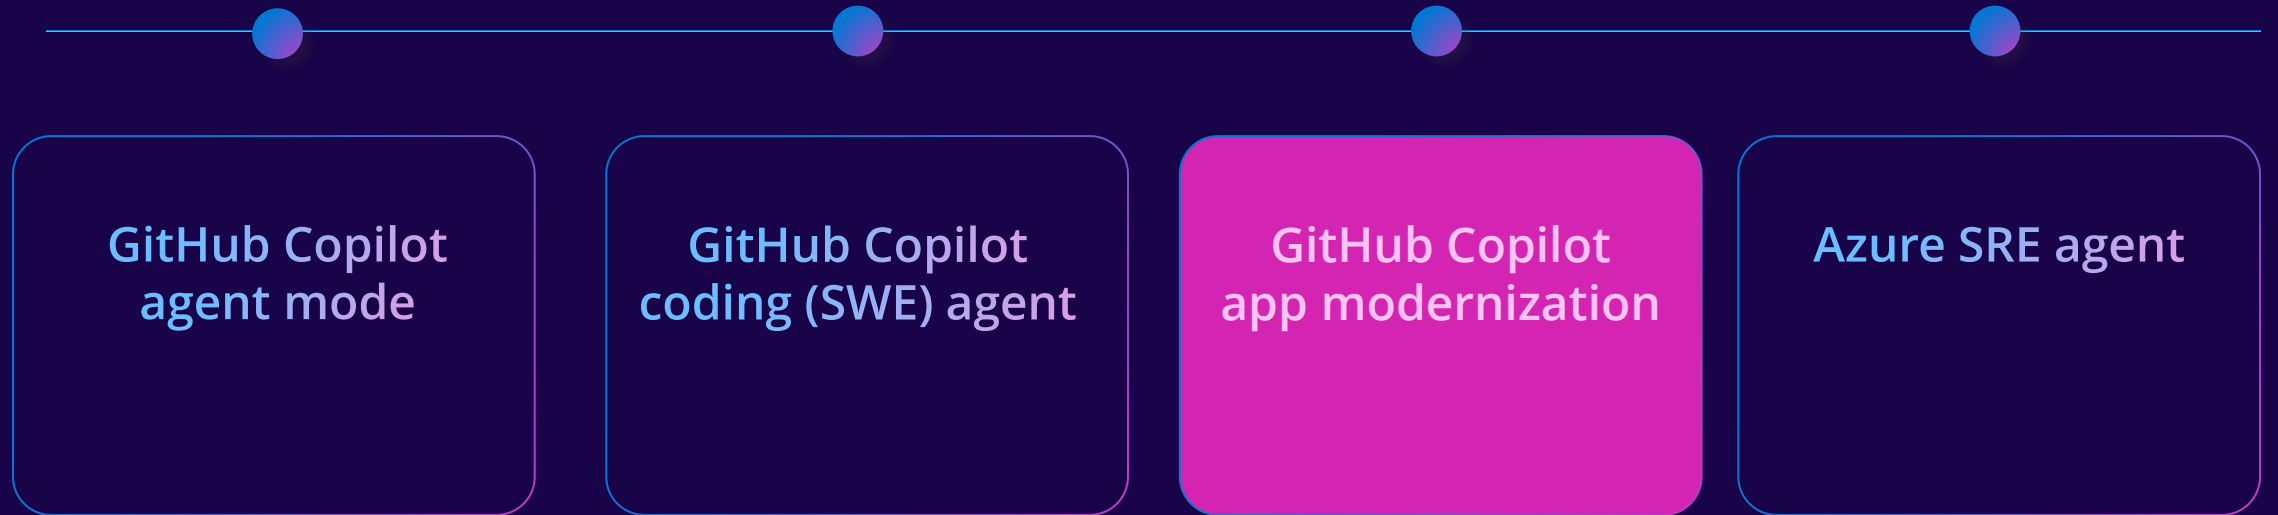 GitHub Copilot
agent mode
GitHub Copilot
coding (SWE) agent
GitHub Copilot
app modernization
Azure SRE agent